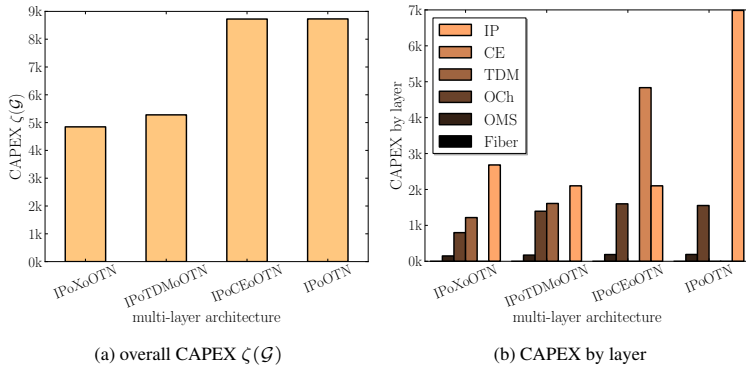 9k
8k
7k
6k
5k
4k
3k
2k
1k
0k
CAPEX ζ(𝒢)
IPoXoOTN
IPoTDMoOTN
IPoCEoOTN
IPoOTN
multi-layer architecture
(a) overall CAPEX ζ(𝒢)
7k
6k
5k
4k
3k
2k
1k
0k
CAPEX by layer
IP
CE
TDM
OCh
OMS
Fiber
IPoXoOTN
IPoTDMoOTN
IPoCEoOTN
IPoOTN
multi-layer architecture
(b) CAPEX by layer